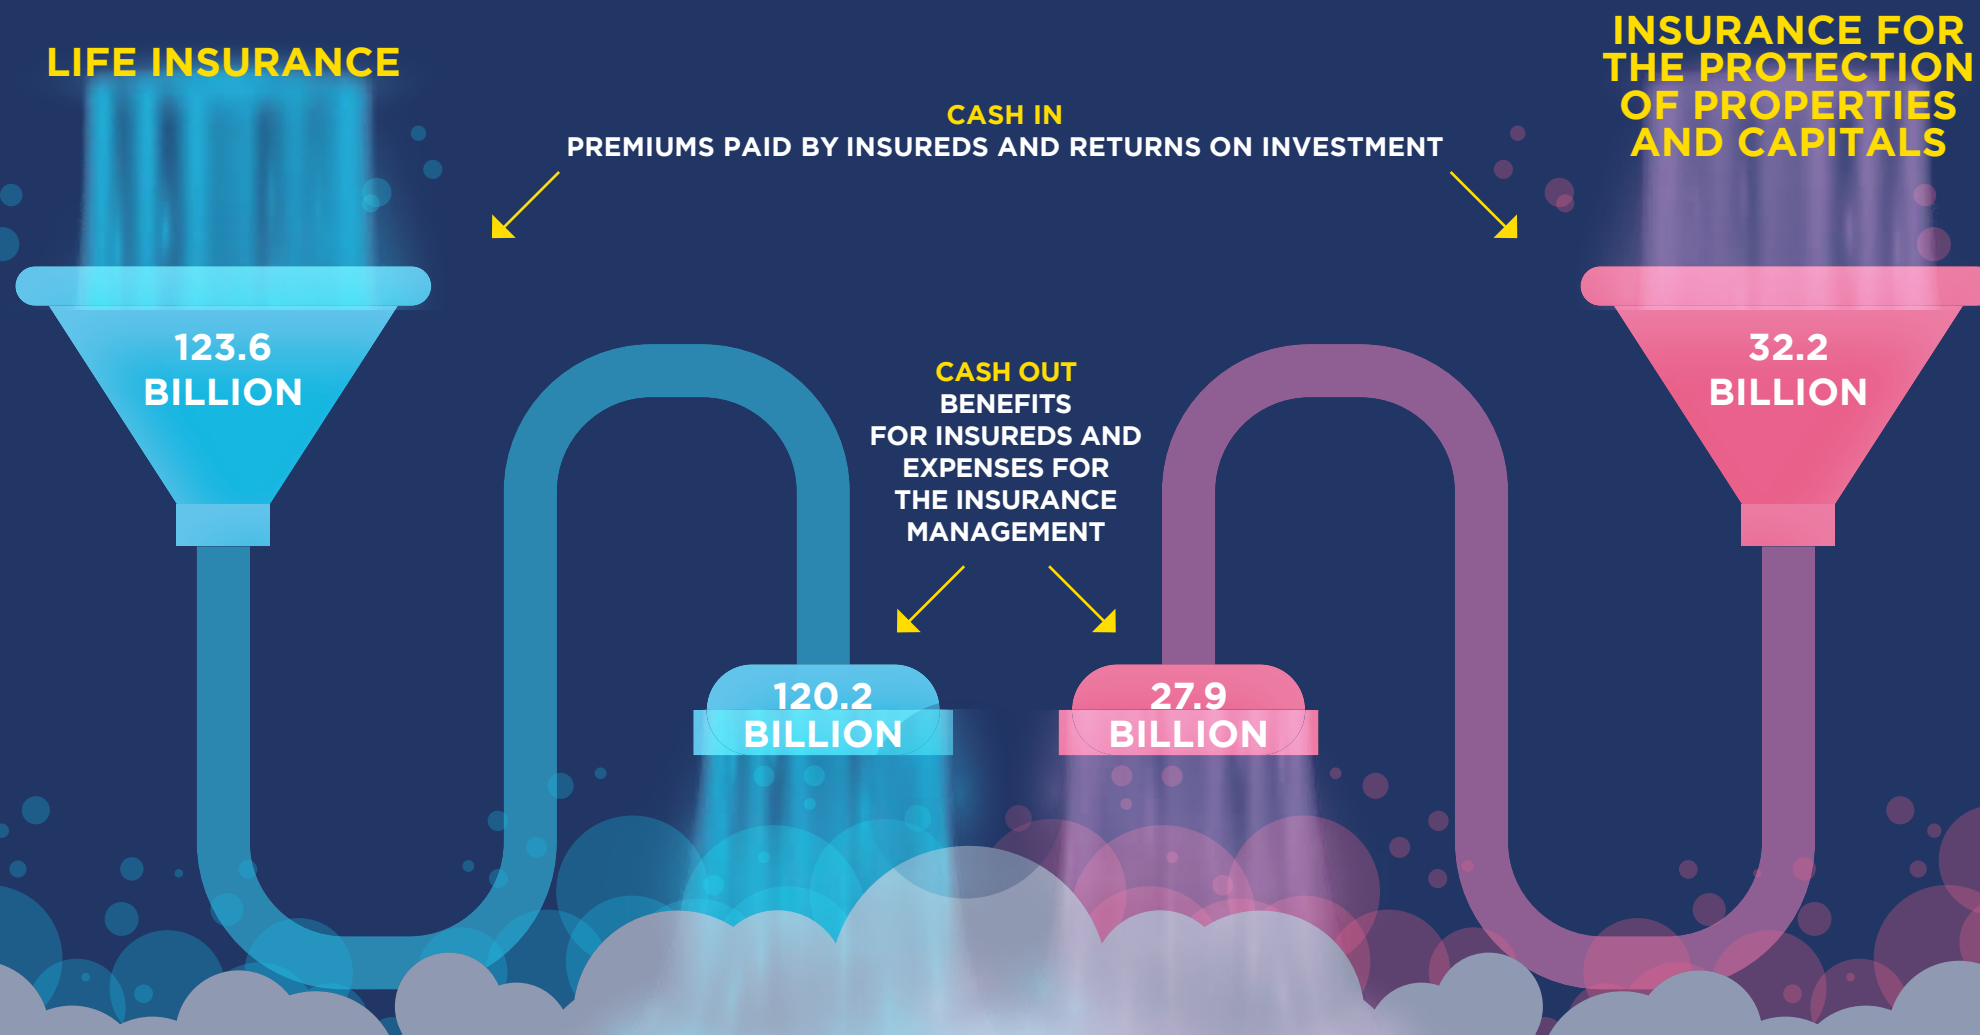 LIFE INSURANCE
INSURANCE FOR
THE PROTECTION
OF PROPERTIES
AND CAPITALS
CASH IN
PREMIUMS PAID BY INSUREDS AND RETURNS ON INVESTMENT
123.6
BILLION
32.2
BILLION
CASH OUT
BENEFITS
FOR INSUREDS AND
EXPENSES FOR
THE INSURANCE
MANAGEMENT
120.2
BILLION
27.9
BILLION